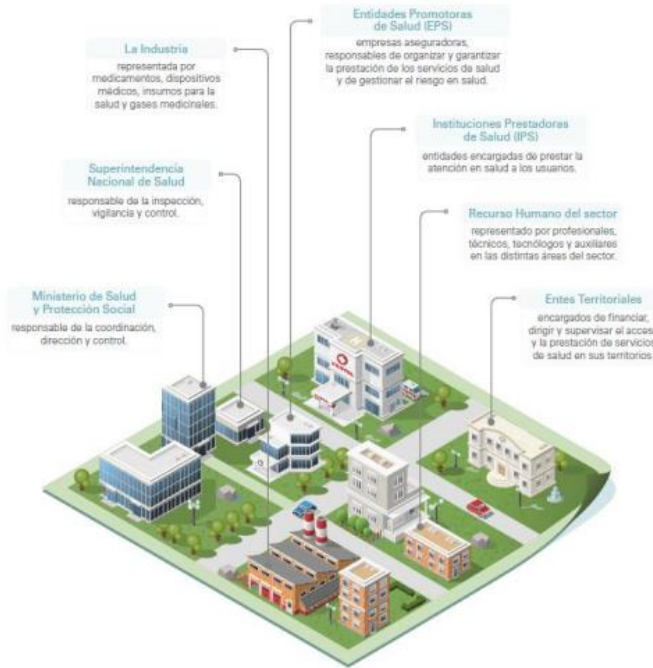 Entidades Promotoras
de Salud (EPS)
empresas aseguradoras,
responsables de organizar y garantizar
la prestación de los servicios de salud
y de gestionar el riesgo en salud.
La Industria
representada por
medicamentos, dispositivos
médicos, insumos para la
salud y gases medicinales.
Instituciones Prestadoras
de Salud (IPS)
entidades encargadas de prestar la
atención en salud a los usuarios.
Superintendencia
Nacional de Salud
responsable de la inspección,
vigilancia y control.
Recurso Humano del sector
representado por profesionales,
técnicos, tecnólogos y auxiliares
en las distintas áreas del sector.
Ministerio de Salud
y Protección Social
responsable de la coordinación,
dirección y control.
Entes Territoriales
encargados de financiar,
dirigir y supervisar el acces
y la prestación de servicios
de salud en sus territorios
H